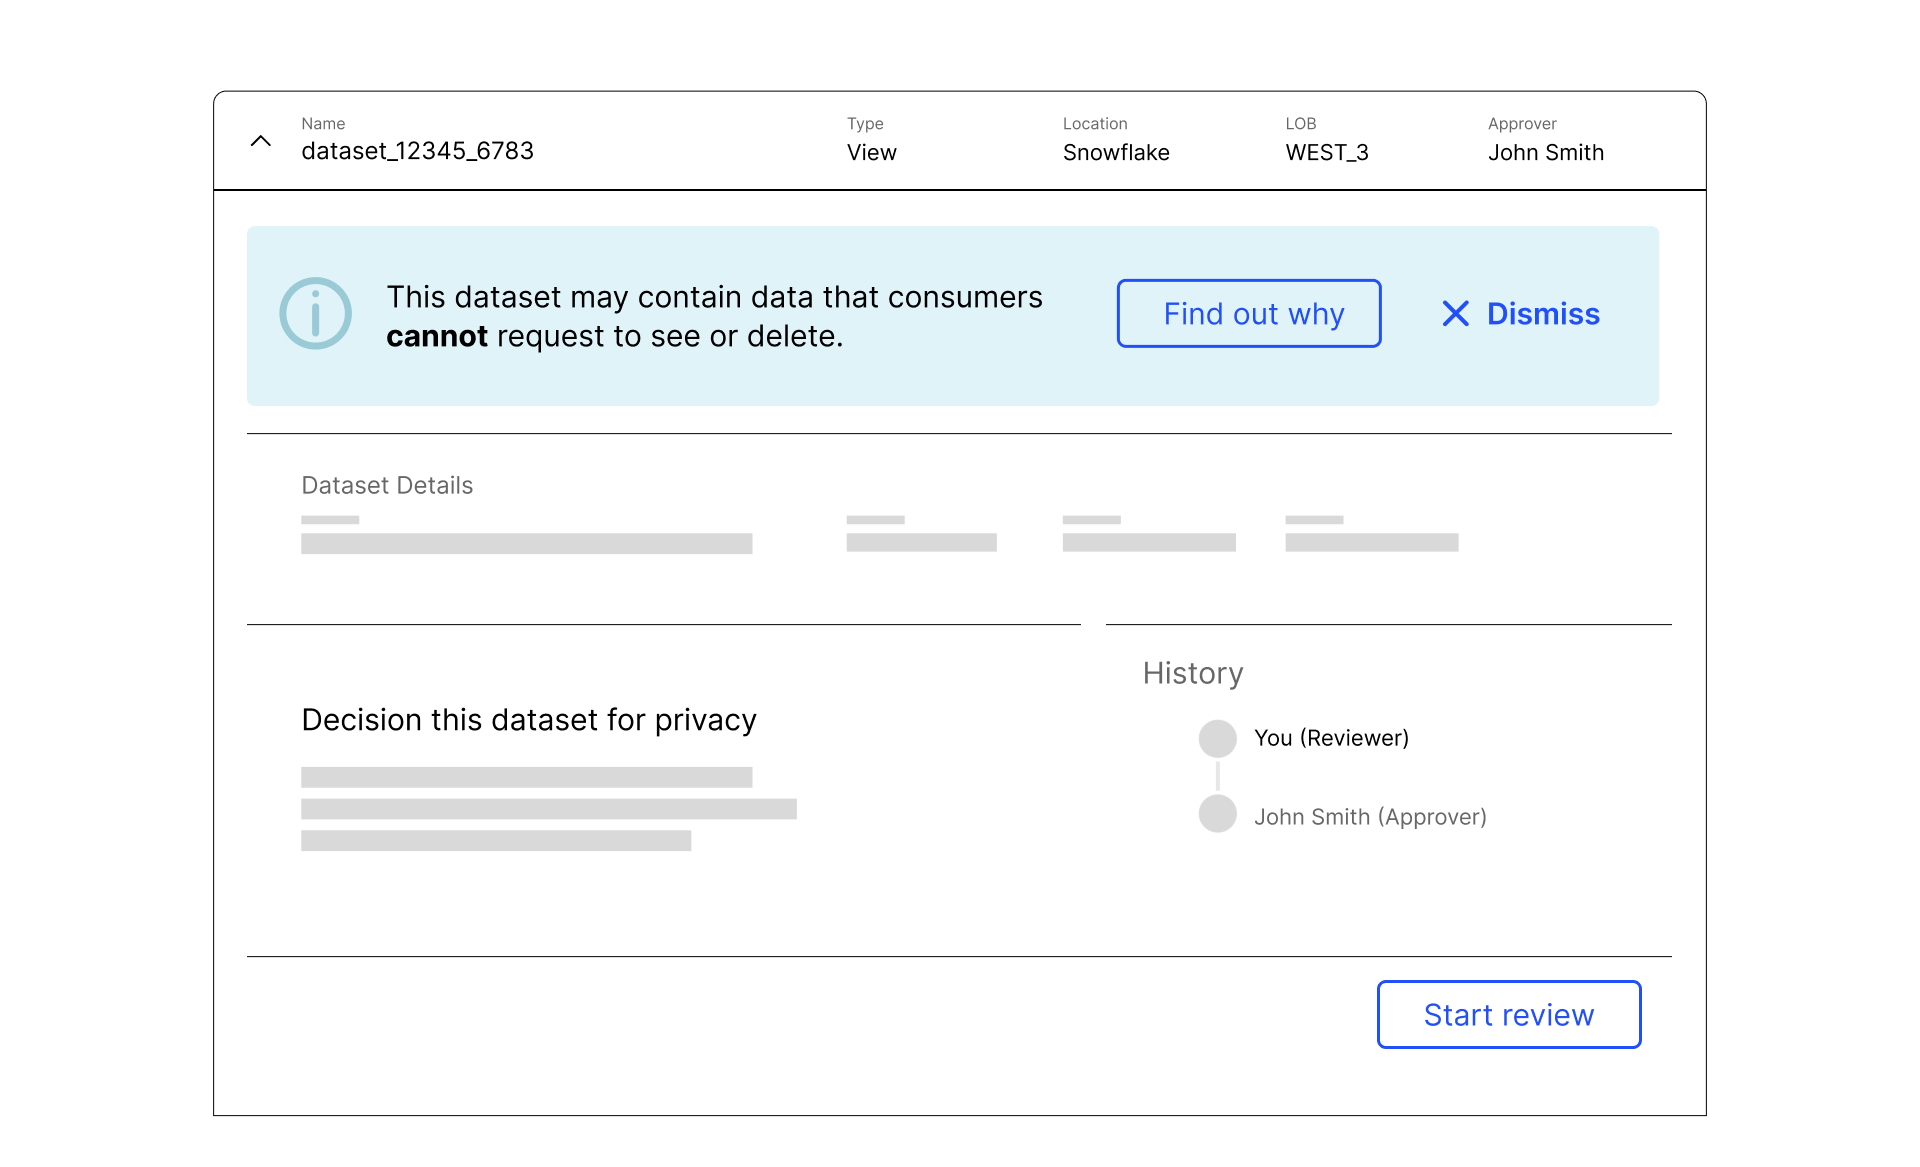 Name
dataset_12345_6783
Type
View
Location
Snowflake
LOB
WEST_3
Approver
John Smith
This dataset may contain data that consumers
cannot request to see or delete.
Find out why
Dismiss
Dataset Details
Decision this dataset for privacy
History
You (Reviewer)
John Smith (Approver)
Start review